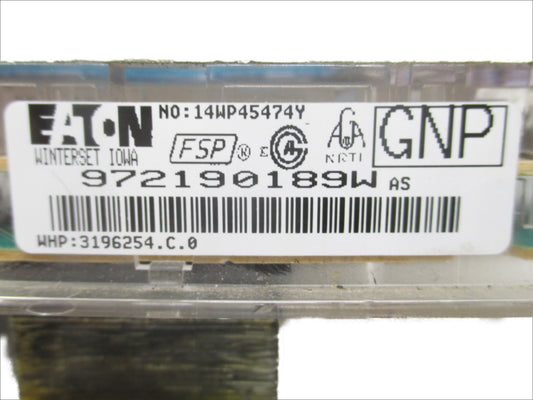 EATON NO:14WP45474Y
WINTERSET IOWA FSP® NRTL GNP
972190189W AS
WHP:3196254.C.0